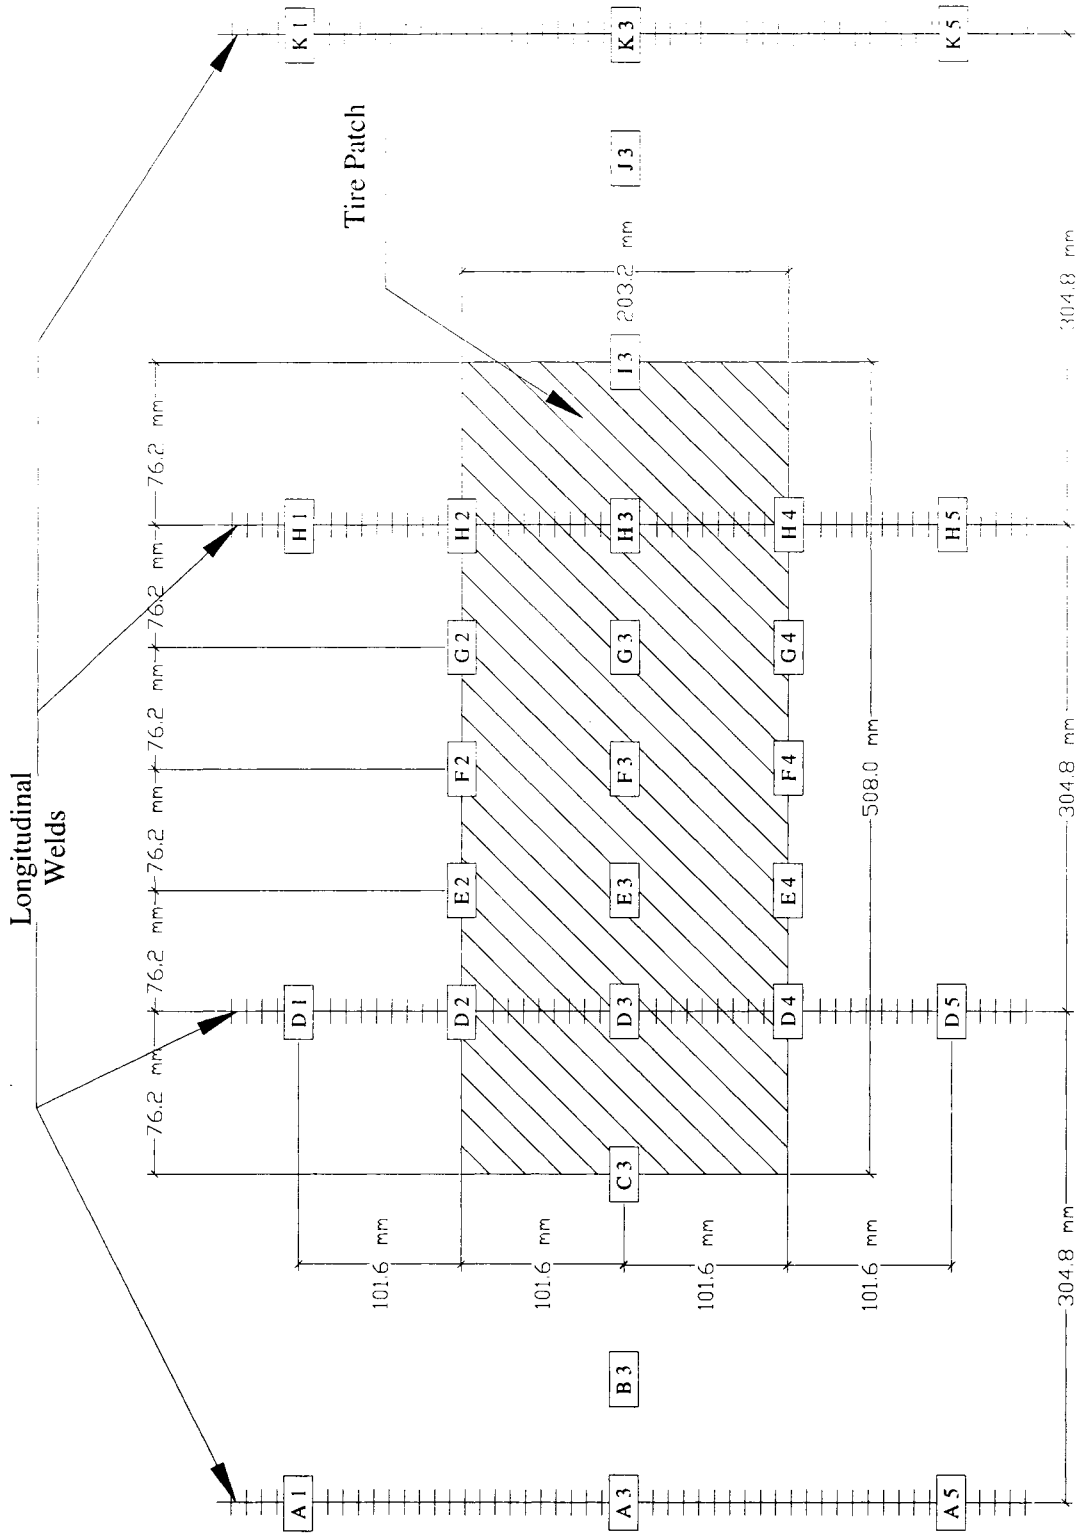 Longitudinal
Welds
Tire Patch
76.2 mm
76.2 mm
76.2 mm
76.2 mm
76.2 mm
76.2 mm
A 1
D 1
H 1
K 1
D 2
E 2
F 2
G 2
H 2
A 3
B 3
C 3
D 3
E 3
F 3
G 3
H 3
I 3
J 3
K 3
203.2 mm
D 4
E 4
F 4
G 4
H 4
A 5
D 5
H 5
K 5
101.6 mm
101.6 mm
101.6 mm
101.6 mm
508.0 mm
304.8 mm
304.8 mm
304.8 mm